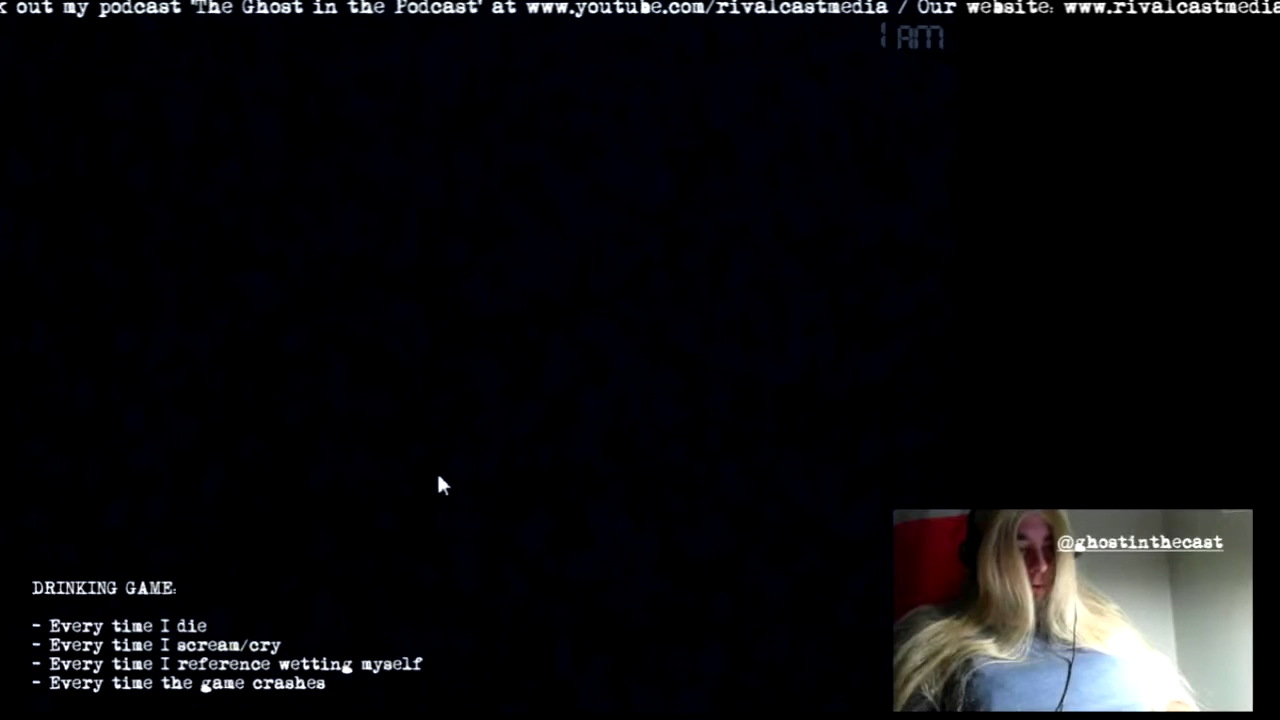 k out my podcast 'The Ghost in the Podcast' at www.youtube.com/rivalcastmedia / Our website: www.rivalcastmedia
1 AM
@ghostinthecast
DRINKING GAME:
- Every time I die
- Every time I scream/cry
- Every time I reference wetting myself
- Every time the game crashes